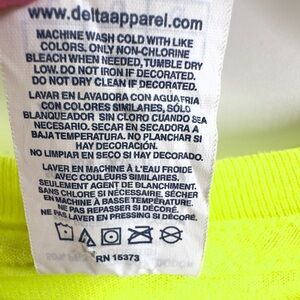 www.deltaapparel.com
MACHINE WASH COLD WITH LIKE
COLORS. ONLY NON-CHLORINE
BLEACH WHEN NEEDED, TUMBLE DRY
LOW. DO NOT IRON IF DECORATED.
DO NOT DRY CLEAN IF DECORATED.
LAVAR EN LAVADORA CON AGUA FRIA
CON COLORES SIMILARES, SÓLO
BLANQUEADOR SIN CLORO CUANDO SEA
NECESARIO. SECAR EN SECADORA A
BAJA TEMPERATURA. NO PLANCHAR SI
HAY DECORACIÓN.
NO LIMPIAR EN SECO SI HAY DECORADO.
LAVER EN MACHINE À L'EAU FROIDE
AVEC COULEURS SIMILAIRES.
SEULEMENT AGENT DE BLANCHIMENT
SANS CHLORE SI NÉCESSAIRE. SÉCHER
EN MACHINE À BASSE TEMPÉRATURE.
NE PAS REPASSER SI DÉCORÉ.
NE PAS LAVER EN PRESSING SI DÉCORÉ.
RN 15373